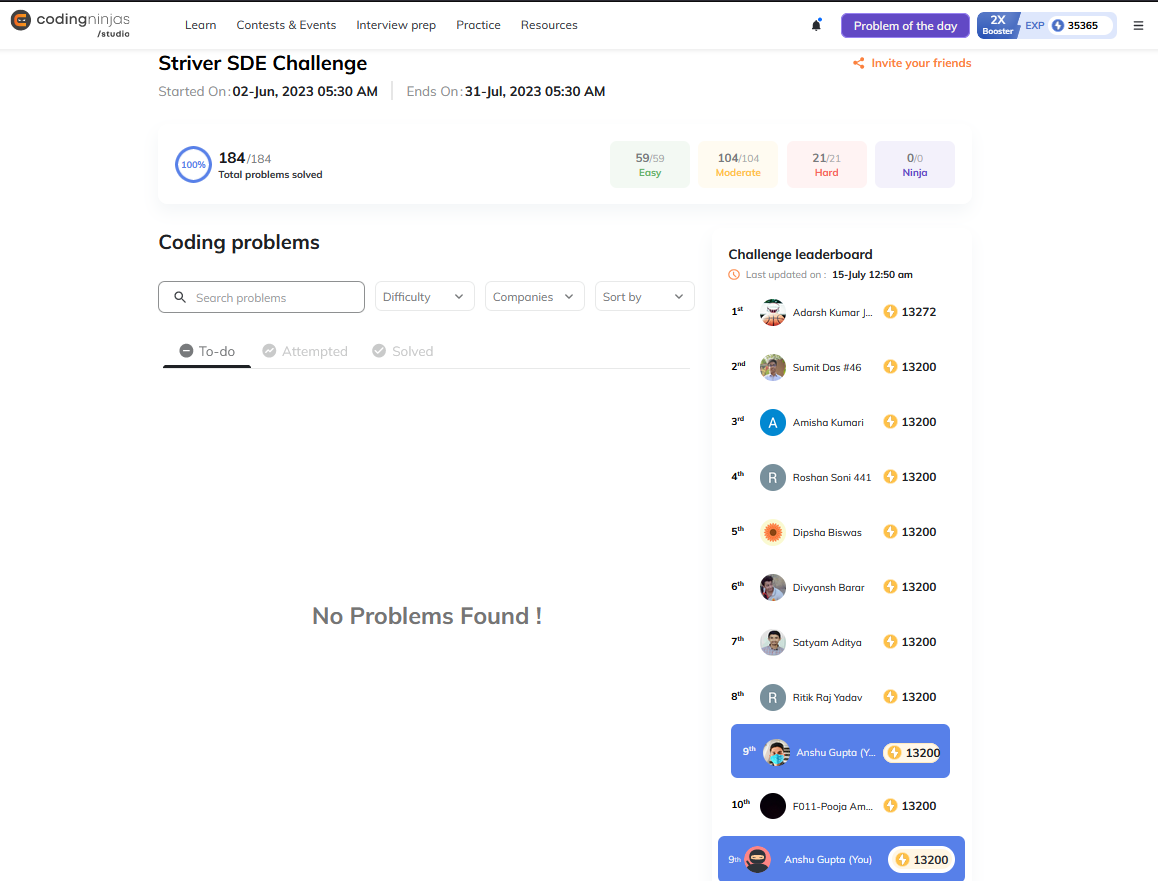 codingninjas
/studio
Learn Contests & Events Interview prep Practice Resources
Problem of the day
2X
Booster
EXP 35365
Striver SDE Challenge
Invite your friends
Started On: 02-Jun, 2023 05:30 AM Ends On: 31-Jul, 2023 05:30 AM
100%
184/184
Total problems solved
59/59
Easy
104/104
Moderate
21/21
Hard
0/0
Ninja
Coding problems
Search problems Difficulty Companies Sort by
To-do Attempted Solved
No Problems Found !
Challenge leaderboard
Last updated on : 15-July 12:50 am
1st Adarsh Kumar J... 13272
2nd Sumit Das #46 13200
3rd A Amisha Kumari 13200
4th R Roshan Soni 441 13200
5th Dipsha Biswas 13200
6th Divyansh Barar 13200
7th Satyam Aditya 13200
8th R Ritik Raj Yadav 13200
9th Anshu Gupta (Y... 13200
10th F011-Pooja Am... 13200
9th Anshu Gupta (You) 13200